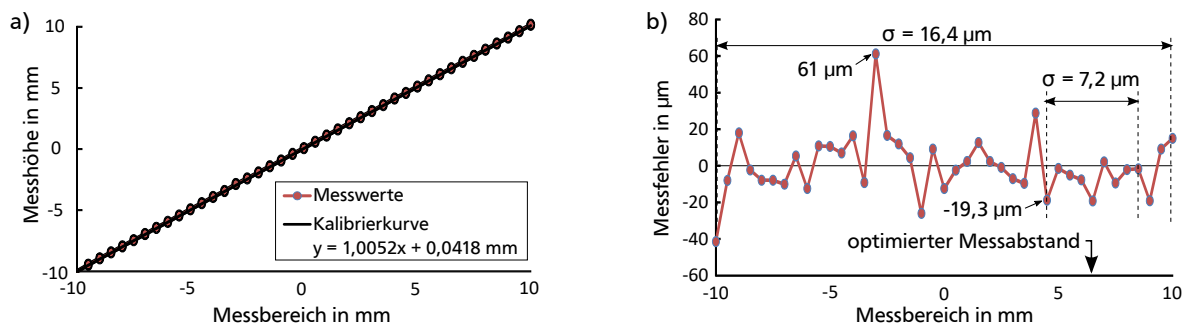 a)
Messhöhe in mm
10
5
0
-5
-10
-10
-5
0
5
10
Messbereich in mm
Messwerte
Kalibrierkurve
y = 1,0052x + 0,0418 mm
b)
Messfehler in µm
80
60
40
20
0
-20
-40
-60
-10
-5
0
5
10
Messbereich in mm
σ = 16,4 µm
61 µm
σ = 7,2 µm
-19,3 µm
optimierter Messabstand